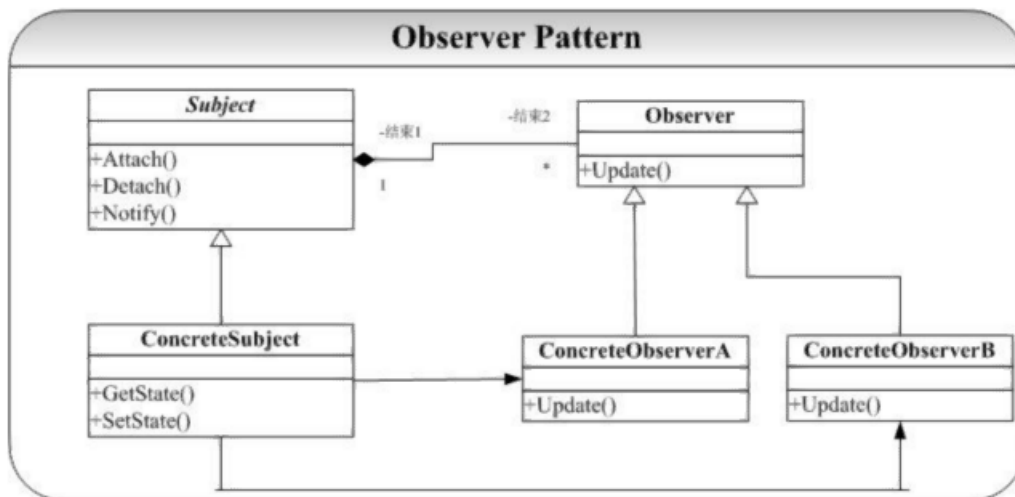 Observer Pattern
Subject
+Attach()
+Detach()
+Notify()
-结束1
1
-结束2
*
Observer
+Update()
ConcreteSubject
+GetState()
+SetState()
ConcreteObserverA
+Update()
ConcreteObserverB
+Update()